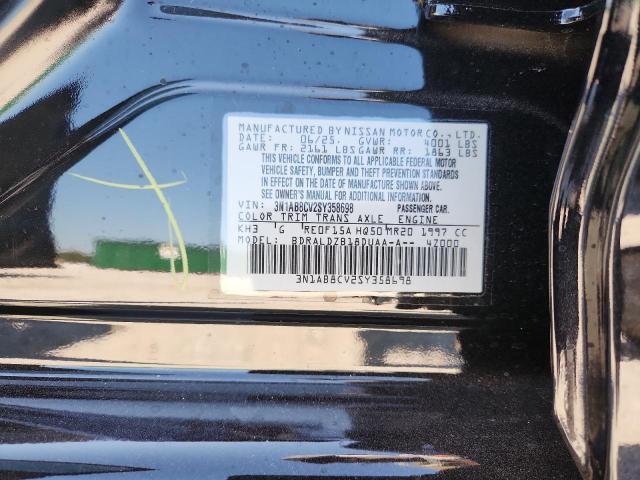 MANUFACTURED BY NISSAN MOTOR CO., LTD.
DATE: 06/25. GVWR: 4001 LBS
GAWR FR: 2161 LBS GAWR RR: 1863 LBS
THIS VEHICLE CONFORMS TO ALL APPLICABLE FEDERAL MOTOR
VEHICLE SAFETY, BUMPER, AND THEFT PREVENTION STANDARDS
IN EFFECT ON THE DATE OF MANUFACTURE SHOWN ABOVE.
SEE OWNER'S MANUAL FOR ADDITIONAL INFORMATION.
VIN: 3N1AB8CV2SY358698 PASSENGER CAR.
COLOR TRIM TRANS AXLE ENGINE
KH3 G RE0F15A HQ50 MR20 1997 CC
MODEL: BDRALDZB18DUAA-A-- 47000
3N1AB8CV2SY358698